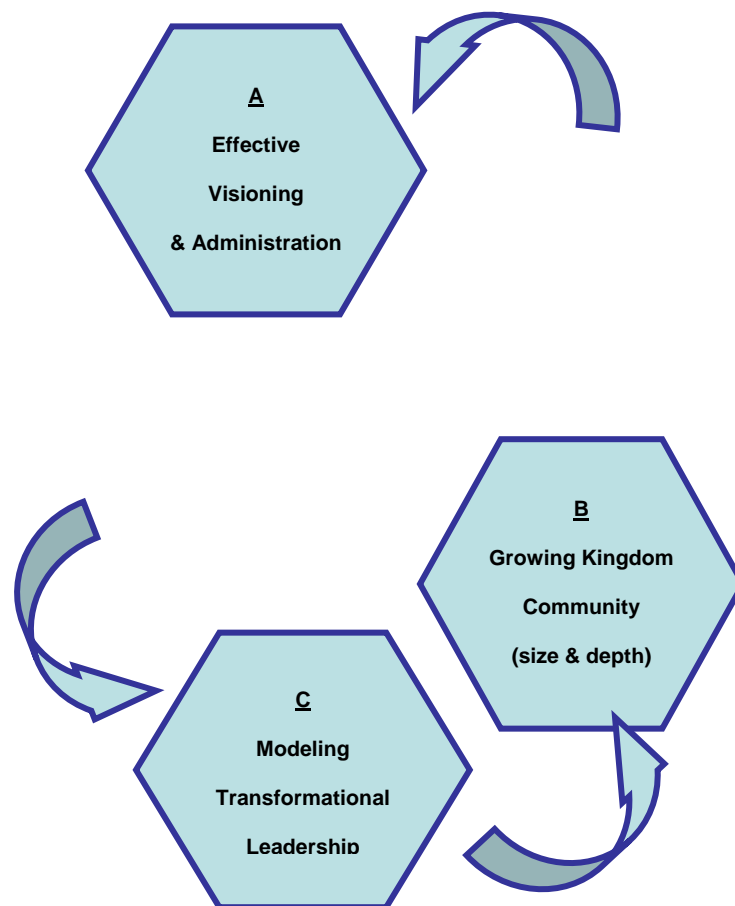 A
Effective
Visioning
& Administration
B
Growing Kingdom
Community
(size & depth)
C
Modeling
Transformational
Leadership